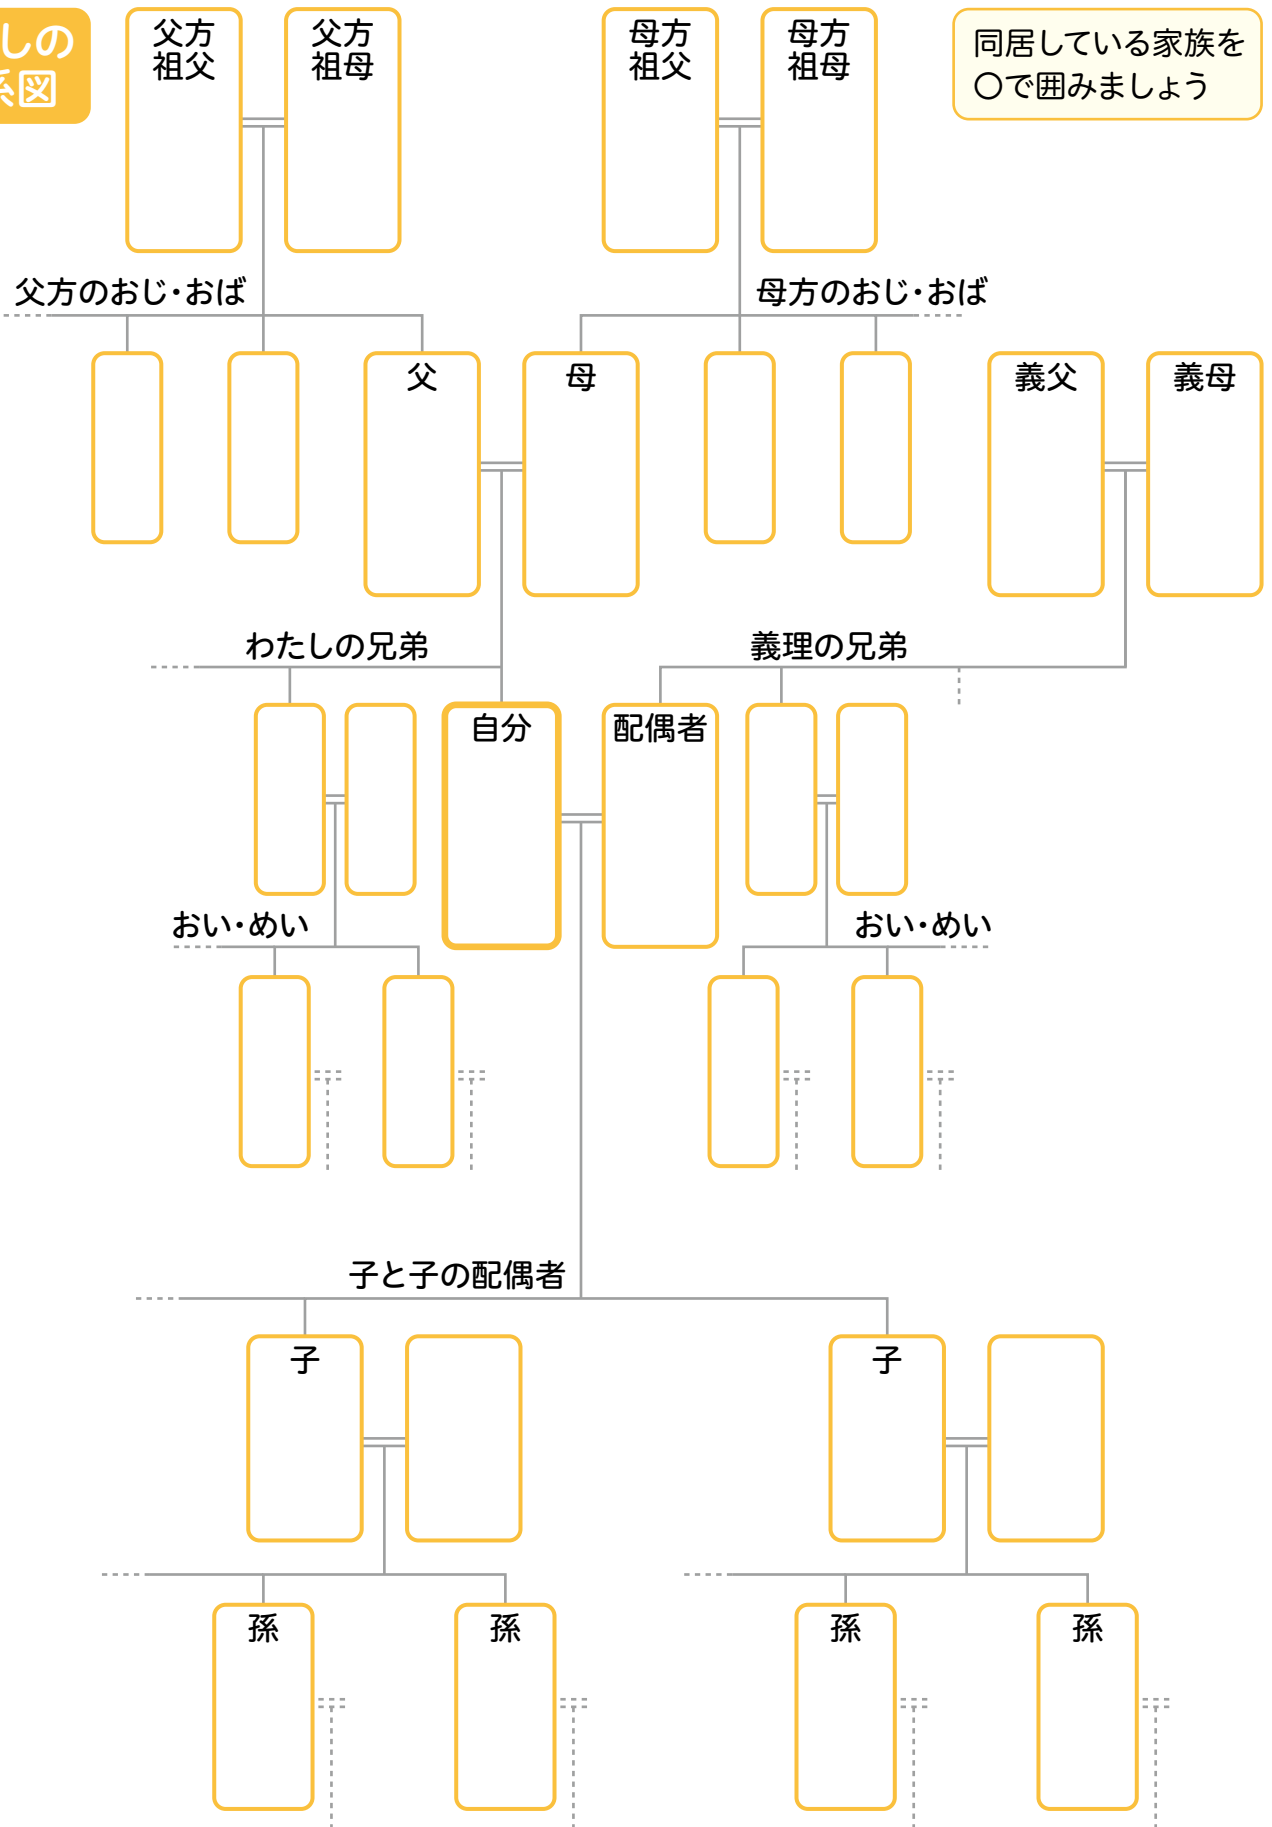 しの
系図
父方
祖父
父方
祖母
母方
祖父
母方
祖母
同居している家族を
〇で囲みましょう
父方のおじ・おば
母方のおじ・おば
父
母
義父
義母
わたしの兄弟
義理の兄弟
自分
配偶者
おい・めい
おい・めい
子と子の配偶者
子
子
孫
孫
孫
孫